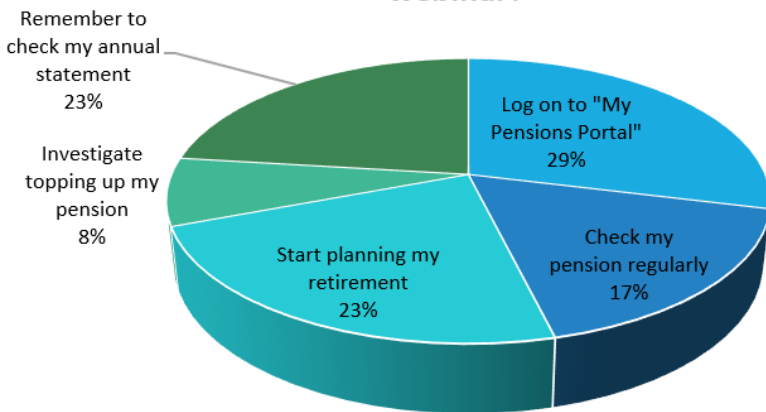 Remember to
check my annual
statement
23%
Log on to "My
Pensions Portal"
29%
Investigate
topping up my
pension
8%
Check my
pension regularly
17%
Start planning my
retirement
23%